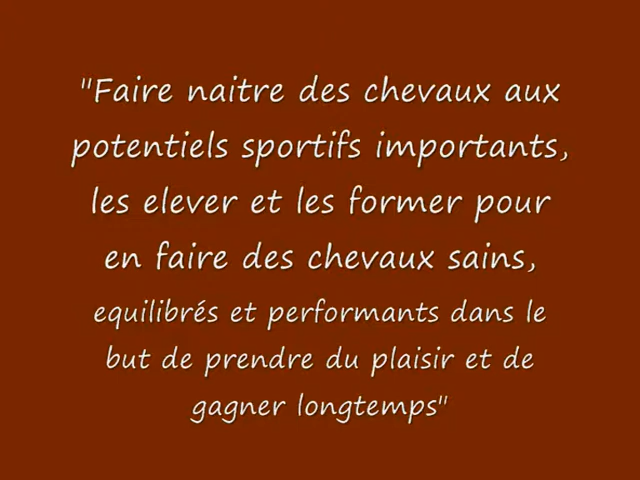 "Faire naitre des chevaux aux
potentiels sportifs importants,
les elever et les former pour
en faire des chevaux sains,
equilibrés et performants dans le
but de prendre du plaisir et de
gagner longtemps"